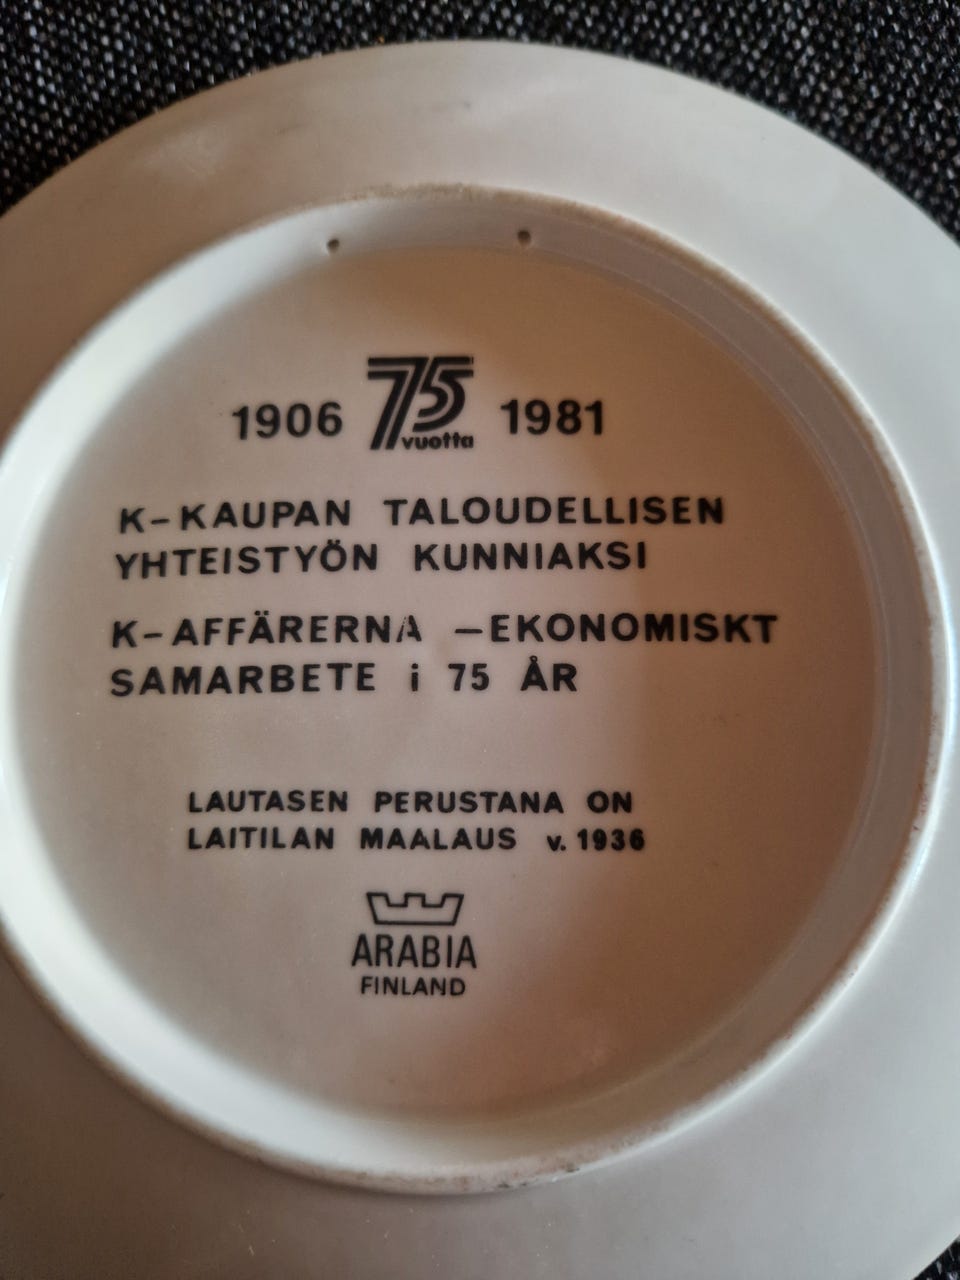 1906 75 vuotta 1981
K-KAUPAN TALOUDELLISEN
YHTEISTYÖN KUNNIAKSI
K-AFFÄRERNA -EKONOMISKT
SAMARBETE i 75 ÅR
LAUTASEN PERUSTANA ON
LAITILAN MAALAUS v. 1936
ARABIA
FINLAND